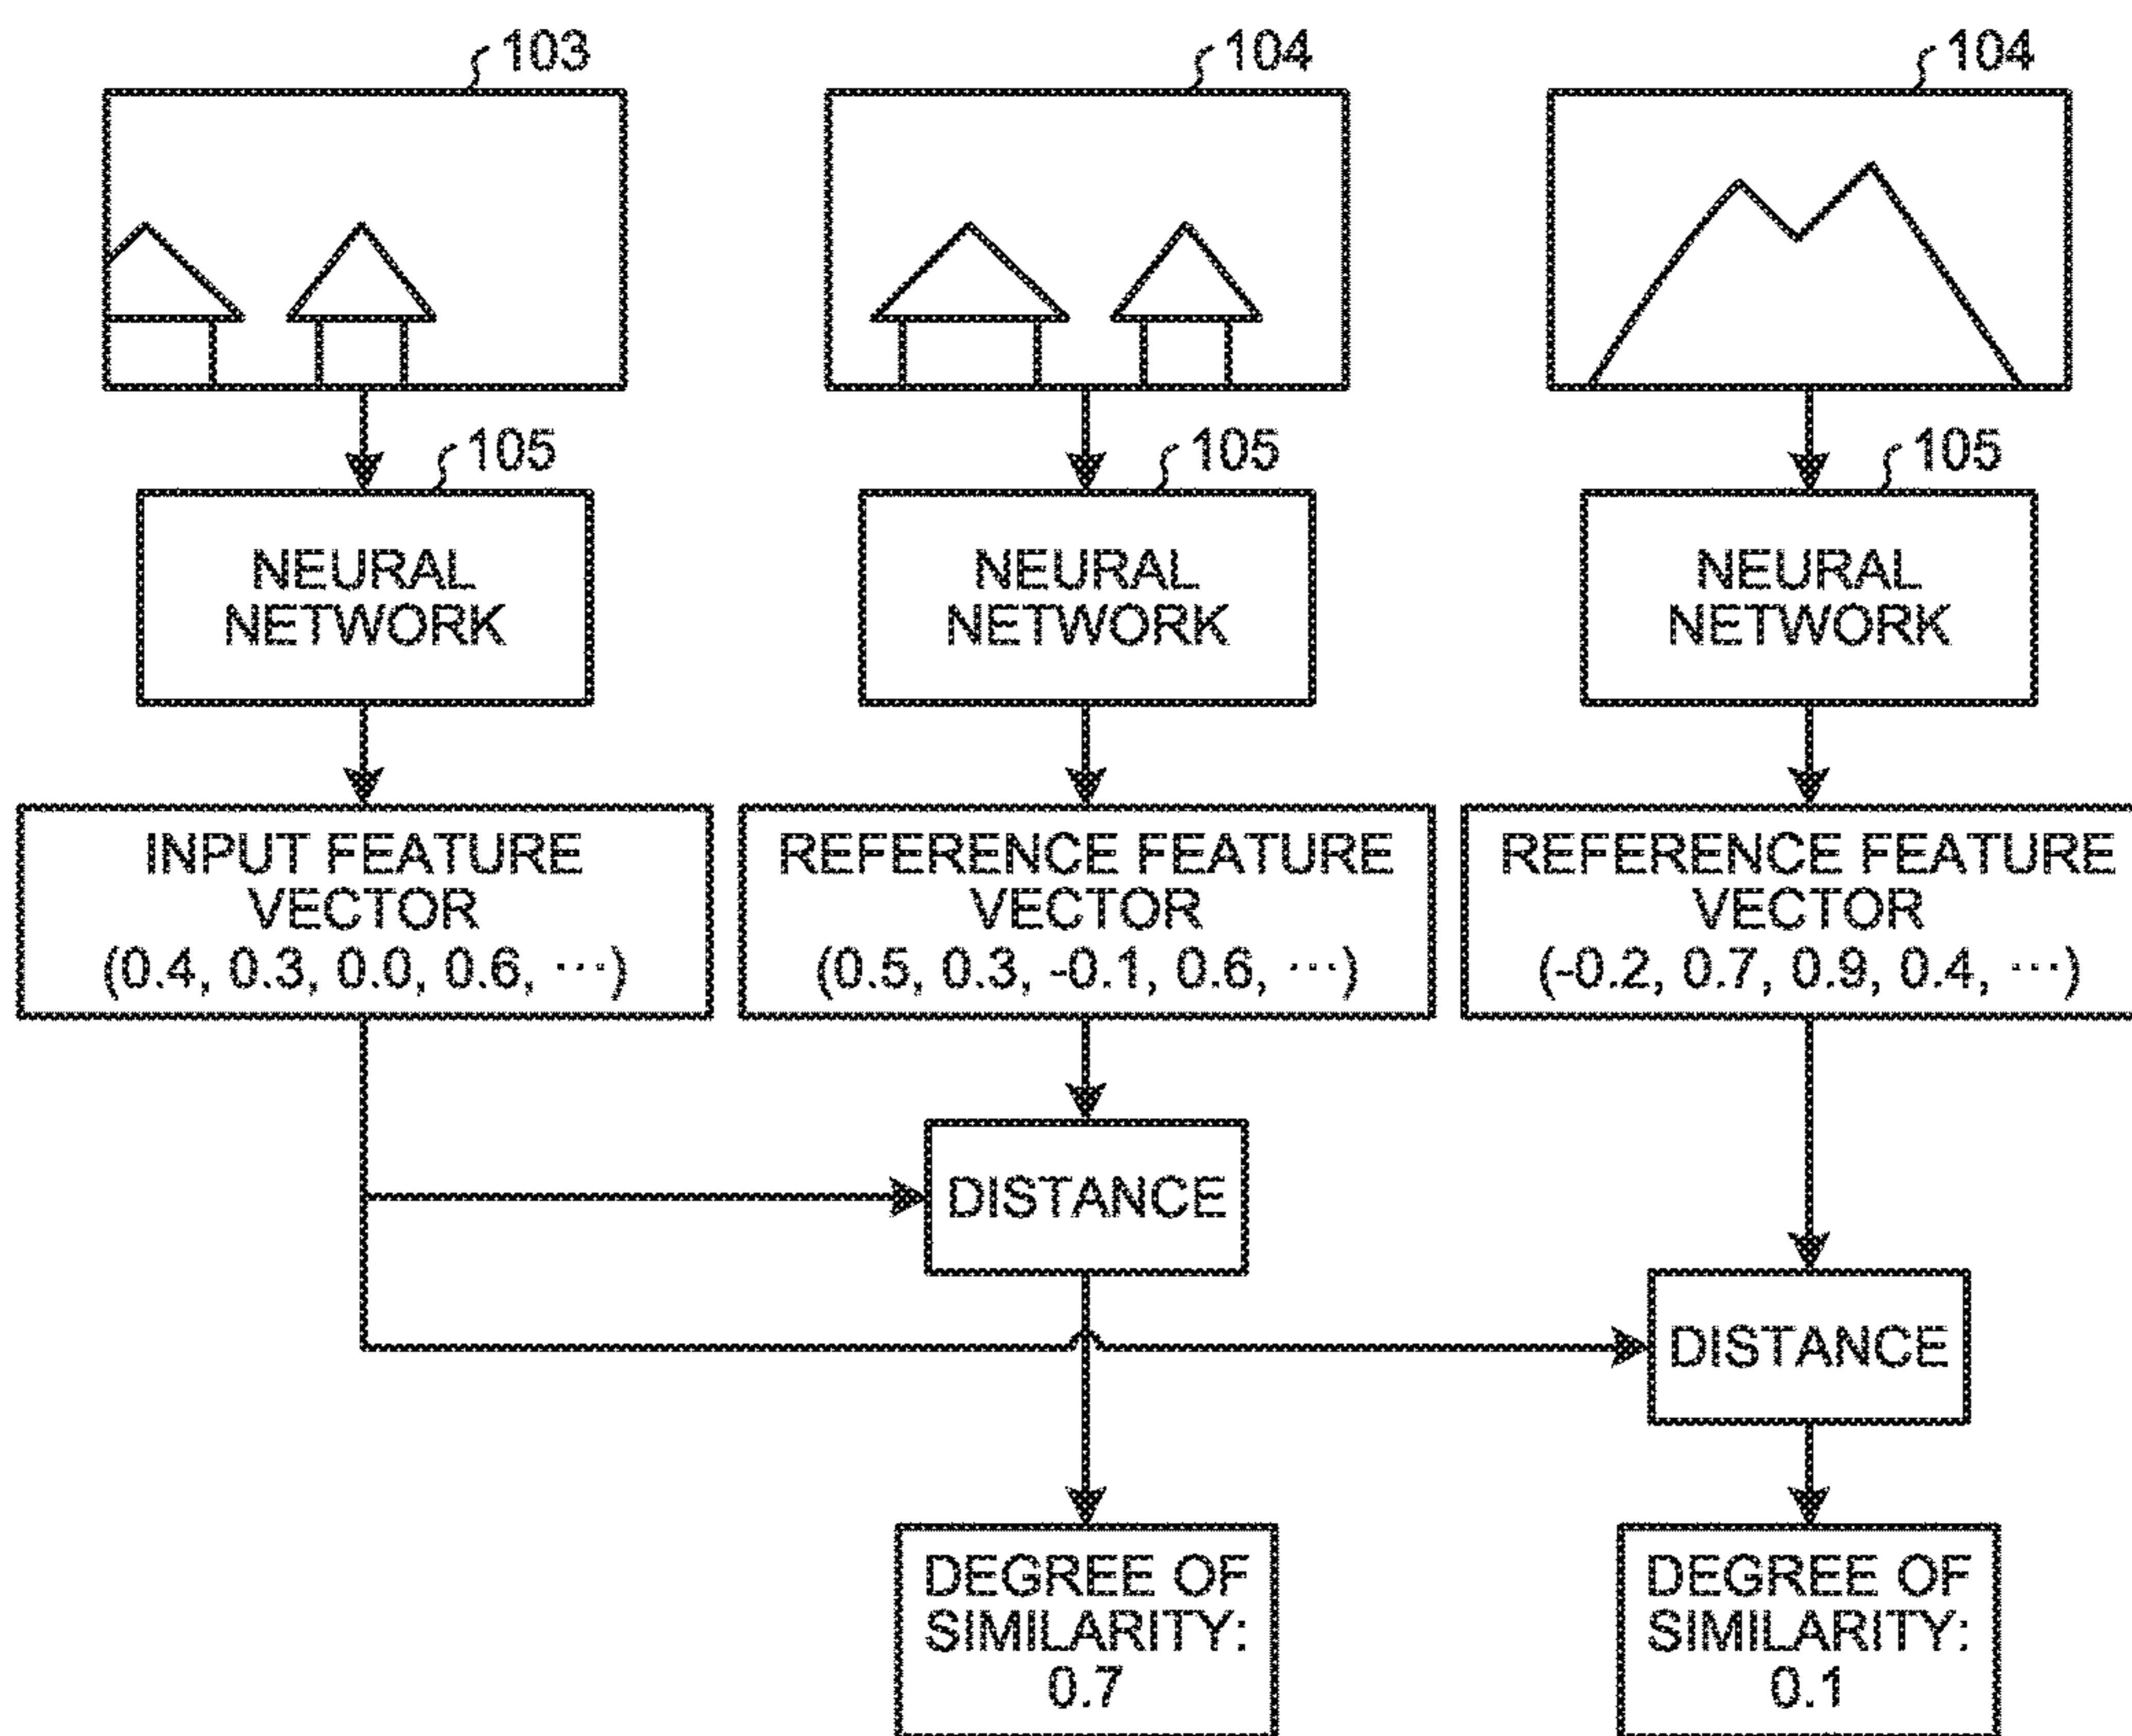 103
104
104
105
105
105
NEURAL
NETWORK
NEURAL
NETWORK
NEURAL
NETWORK
INPUT FEATURE
VECTOR
(0.4, 0.3, 0.0, 0.6, ···)
REFERENCE FEATURE
VECTOR
(0.5, 0.3, -0.1, 0.6, ···)
REFERENCE FEATURE
VECTOR
(-0.2, 0.7, 0.9, 0.4, ···)
DISTANCE
DISTANCE
DEGREE OF
SIMILARITY:
0.7
DEGREE OF
SIMILARITY:
0.1